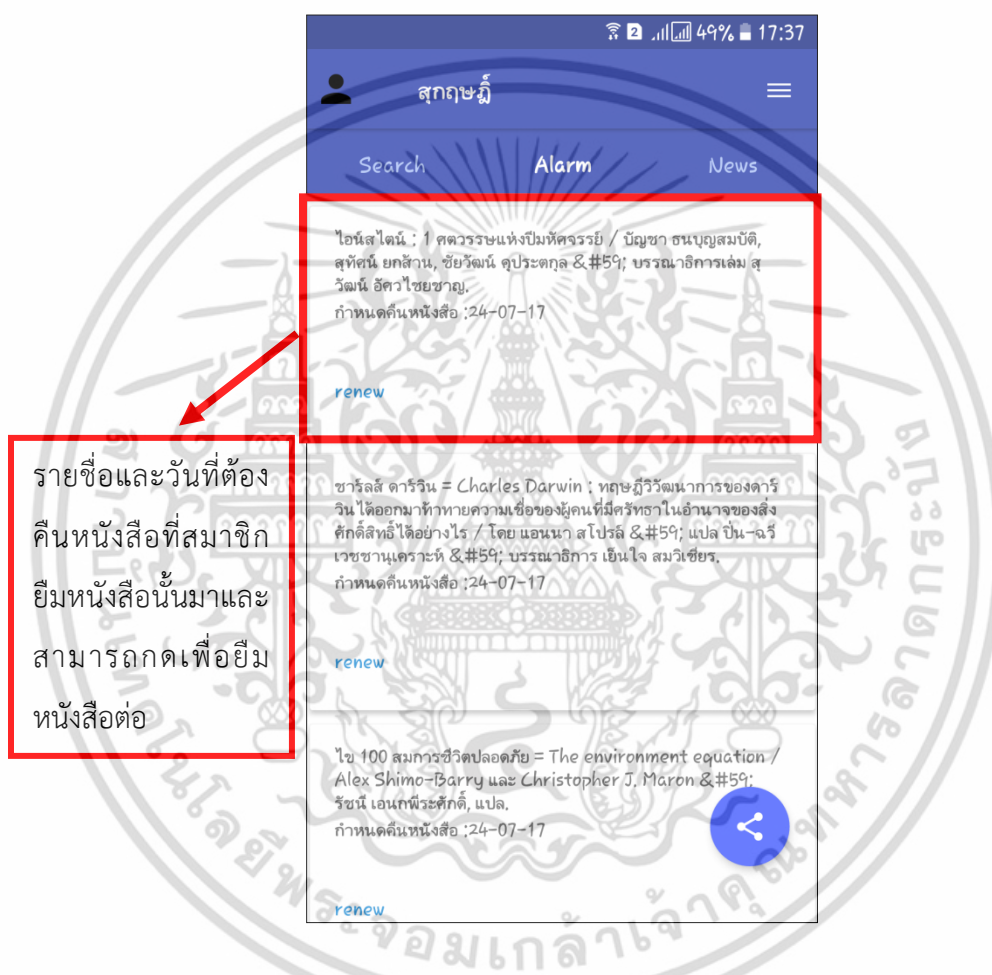 2 49% 17:37
สุกฤษฎิ์
Search Alarm News
ไอน์สไตน์ : 1 ศตวรรษแห่งปีมหัศจรรย์ / บัญชา ธนบุญสมบัติ,
สุทัศน์ ยกส้าน, ชัยวัฒน์ คุประตกุล &#59; บรรณาธิการเล่ม สุ
วัฒน์ อัศวไชยชาญ.
กำหนดคืนหนังสือ :24-07-17
renew
รายชื่อและวันที่ต้อง
คืนหนังสือที่สมาชิก
ยืมหนังสือนั้นมาและ
สามารถกดเพื่อยืม
หนังสือต่อ
ชาร์ลส์ ดาร์วิน = Charles Darwin : ทฤษฎีวิวัฒนาการของดาร์
วินได้ออกมาท้าทายความเชื่อของผู้คนที่มีศรัทธาในอำนาจของสิ่ง
ศักดิ์สิทธิ์ได้อย่างไร / โดย แอนนา สโปรล์ &#59; แปล ปิ่น-ฉวี
เวชชานุเคราะห์ &#59; บรรณาธิการ เย็นใจ สมวิเชียร.
กำหนดคืนหนังสือ :24-07-17
renew
ไข 100 สมการชีวิตปลอดภัย = The environment equation /
Alex Shimo-Barry และ Christopher J. Maron &#59;
รัชนี เอนกพีระศักดิ์, แปล.
กำหนดคืนหนังสือ :24-07-17
renew